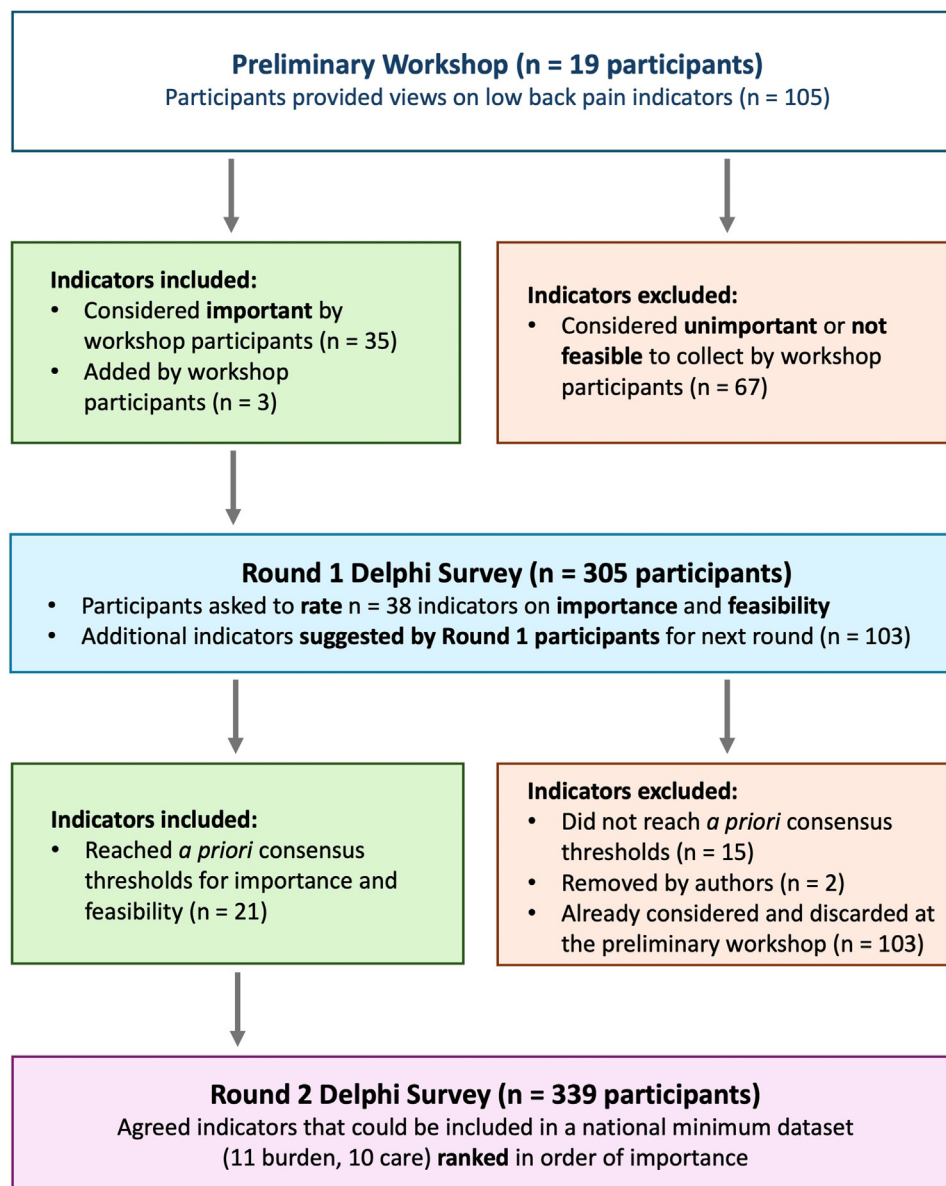 Preliminary Workshop (n = 19 participants)
Participants provided views on low back pain indicators (n = 105)
Indicators included:
• Considered important by
workshop participants (n = 35)
• Added by workshop
participants (n = 3)
Indicators excluded:
• Considered unimportant or not
feasible to collect by workshop
participants (n = 67)
Round 1 Delphi Survey (n = 305 participants)
• Participants asked to rate n = 38 indicators on importance and feasibility
• Additional indicators suggested by Round 1 participants for next round (n = 103)
Indicators included:
• Reached a priori consensus
thresholds for importance and
feasibility (n = 21)
Indicators excluded:
• Did not reach a priori consensus
thresholds (n = 15)
• Removed by authors (n = 2)
• Already considered and discarded at
the preliminary workshop (n = 103)
Round 2 Delphi Survey (n = 339 participants)
Agreed indicators that could be included in a national minimum dataset
(11 burden, 10 care) ranked in order of importance